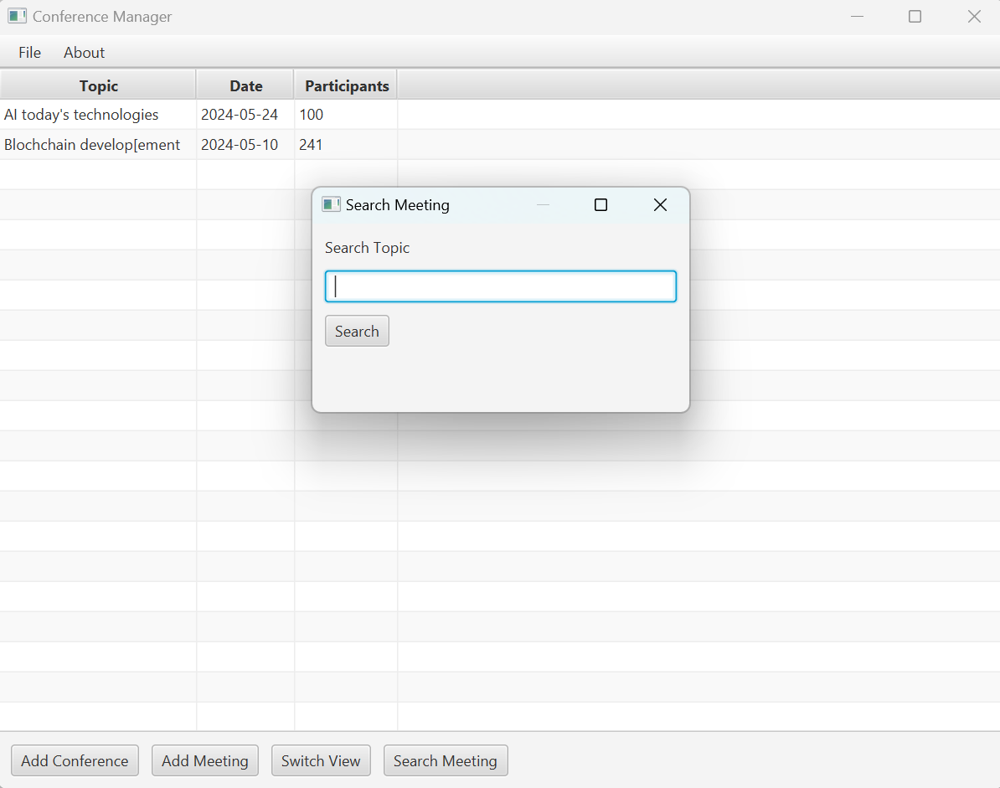 Conference Manager
File About
Topic Date Participants
AI today's technologies 2024-05-24 100
Blochchain develop[ement 2024-05-10 241
Search Meeting
Search Topic
Search
Add Conference Add Meeting Switch View Search Meeting